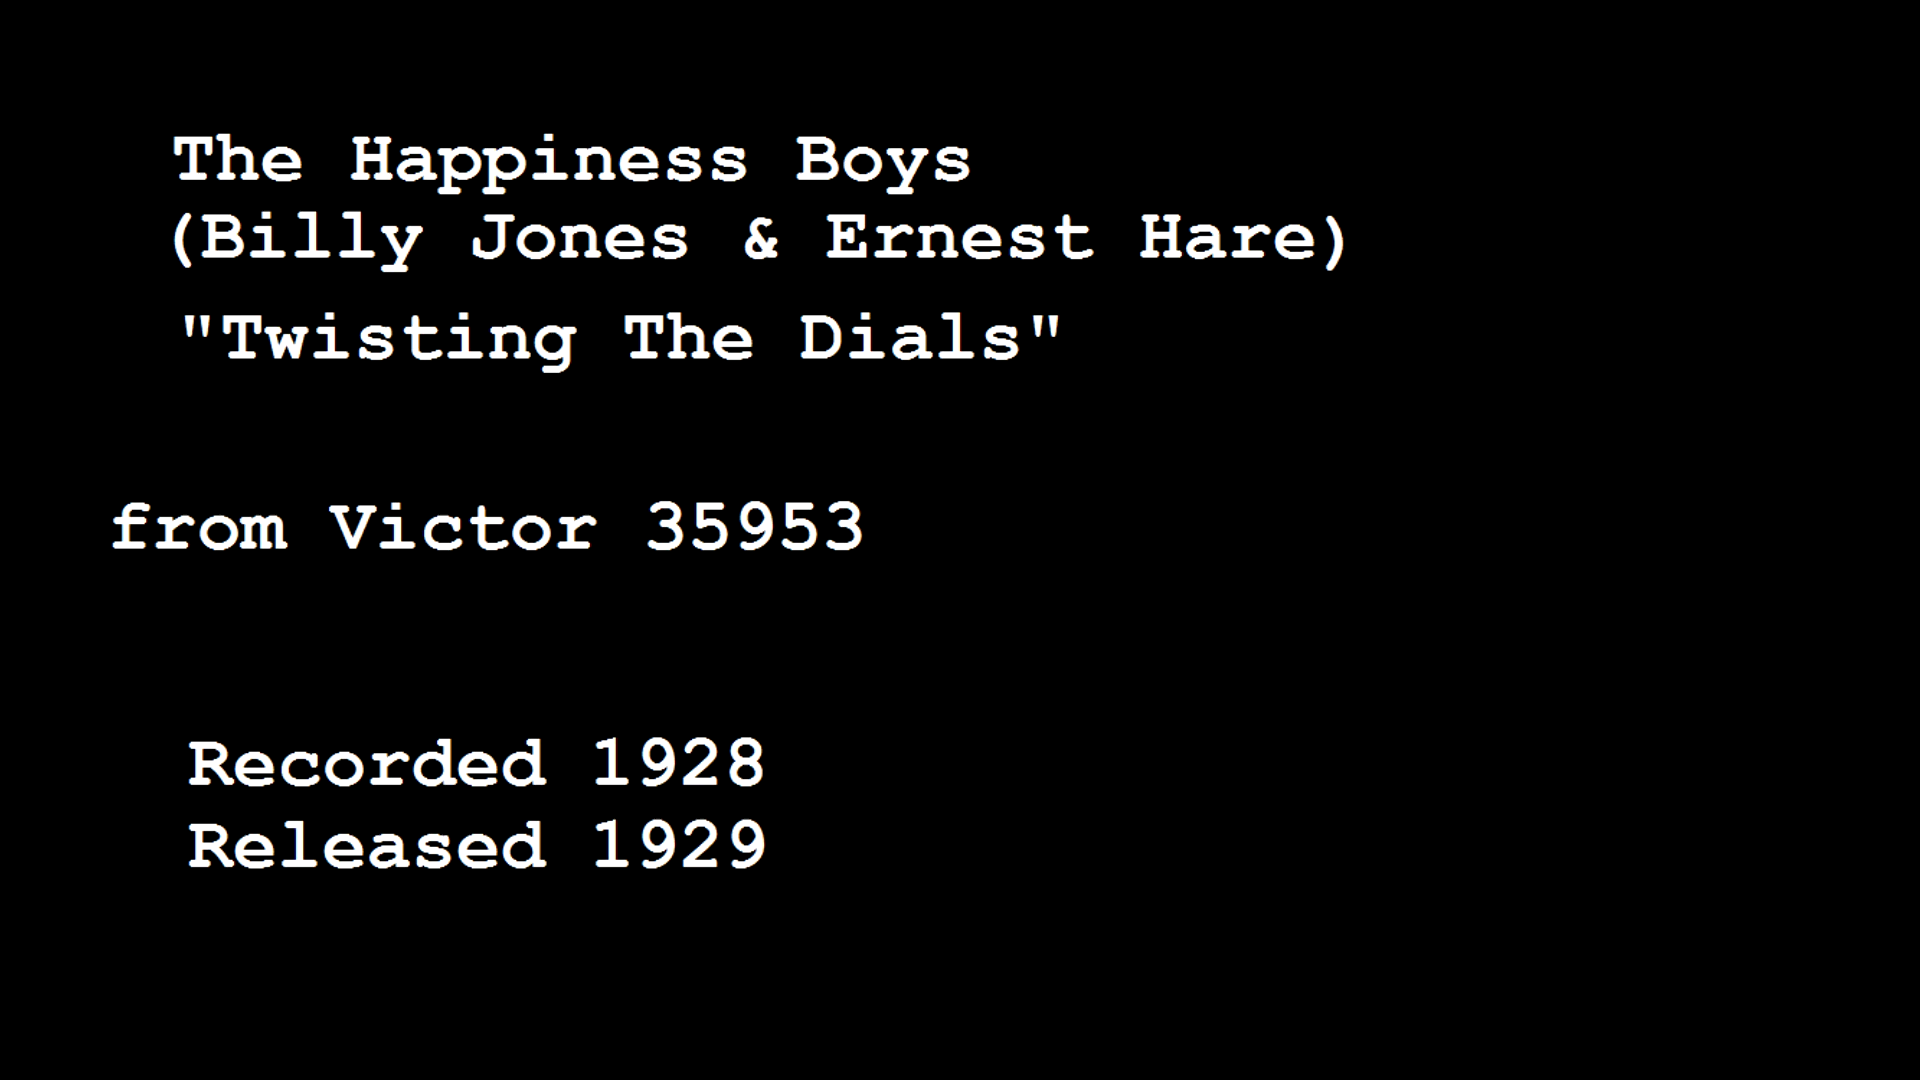 The Happiness Boys
(Billy Jones & Ernest Hare)
"Twisting The Dials"
from Victor 35953
Recorded 1928
Released 1929